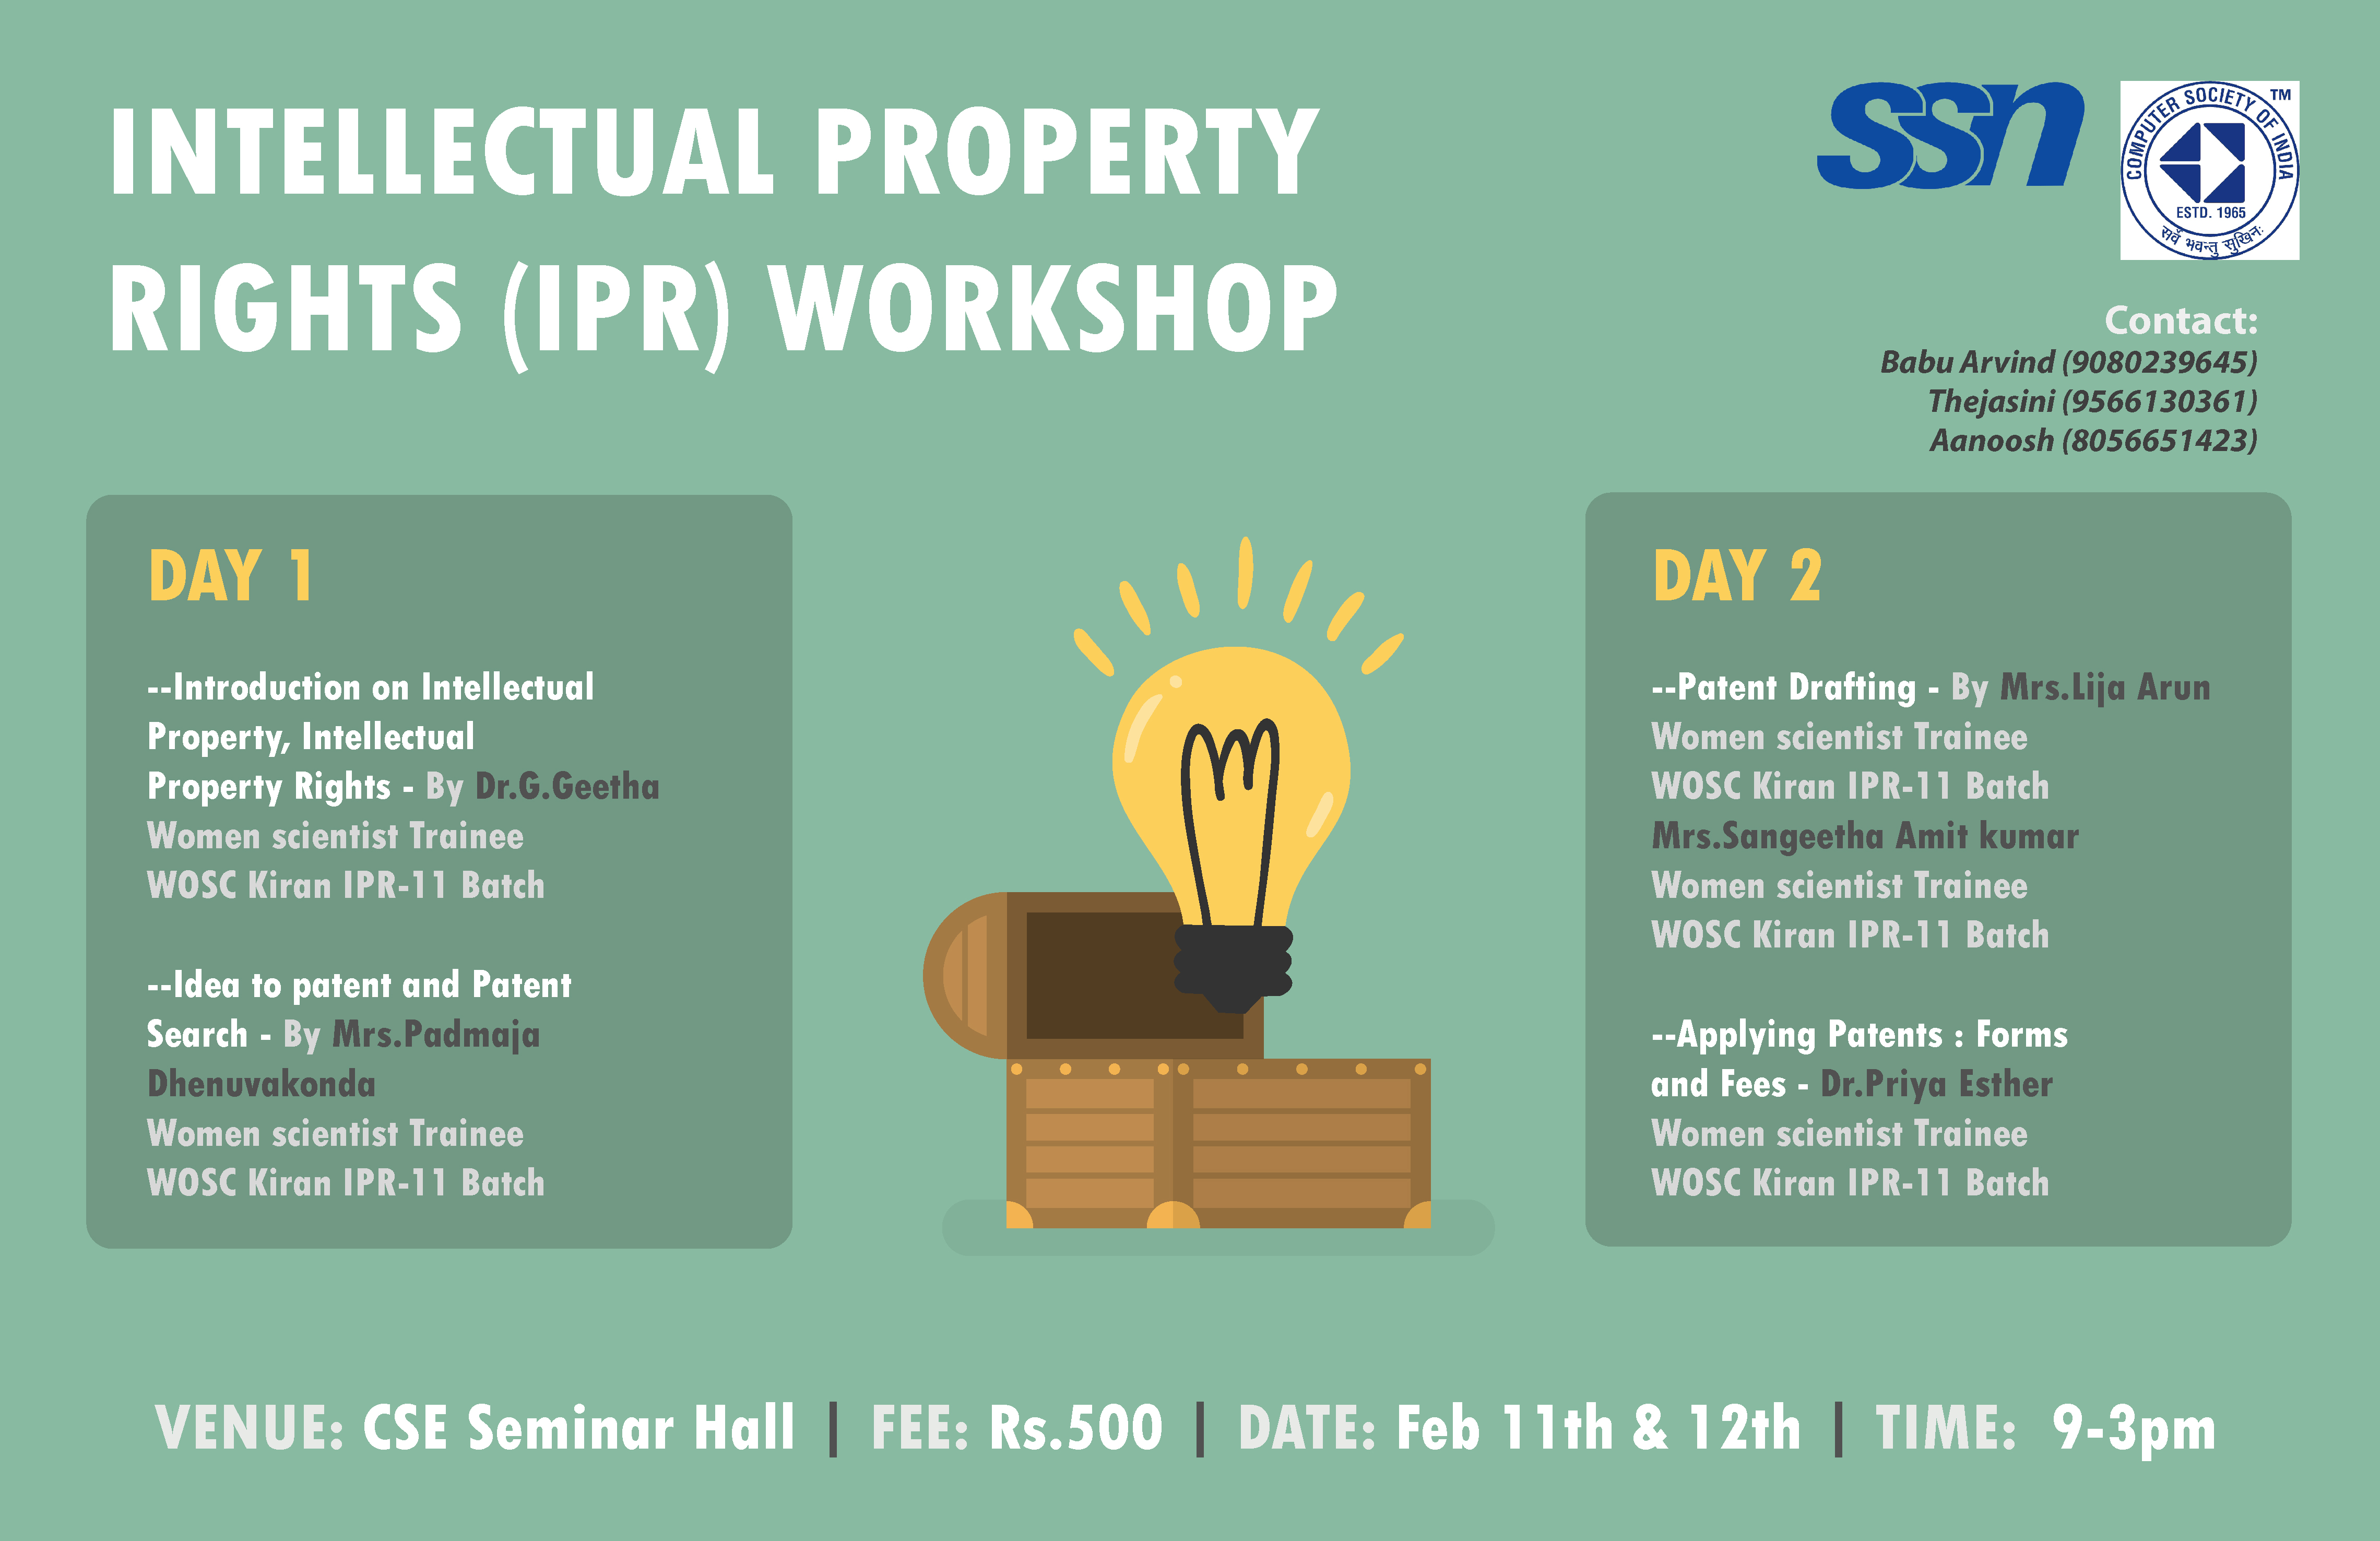 INTELLECTUAL PROPERTY
RIGHTS (IPR) WORKSHOP
ssn
COMPUTER SOCIETY OF INDIA
TM
ESTD. 1965
सर्वे भवन्तु सुखिनः
Contact:
Babu Arvind (9080239645)
Thejasini (9566130361)
Aanoosh (8056651423)
DAY 1
--Introduction on Intellectual
Property, Intellectual
Property Rights - By Dr.G.Geetha
Women scientist Trainee
WOSC Kiran IPR-11 Batch
--Idea to patent and Patent
Search - By Mrs.Padmaja
Dhenuvakonda
Women scientist Trainee
WOSC Kiran IPR-11 Batch
DAY 2
--Patent Drafting - By Mrs.Lija Arun
Women scientist Trainee
WOSC Kiran IPR-11 Batch
Mrs.Sangeetha Amit kumar
Women scientist Trainee
WOSC Kiran IPR-11 Batch
--Applying Patents : Forms
and Fees - Dr.Priya Esther
Women scientist Trainee
WOSC Kiran IPR-11 Batch
VENUE: CSE Seminar Hall | FEE: Rs.500 | DATE: Feb 11th & 12th | TIME: 9-3pm